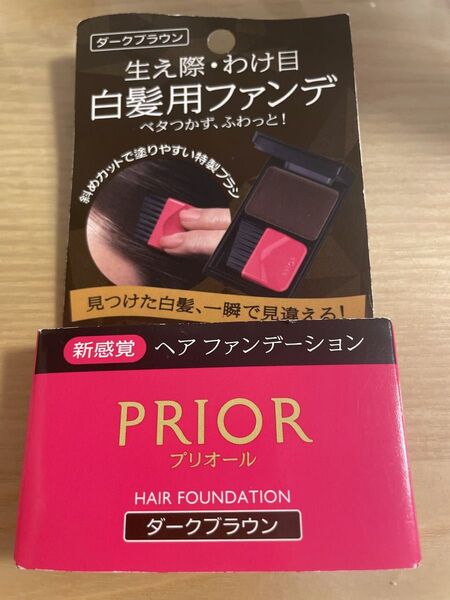 ダークブラウン
生え際・わけ目
白髪用ファンデ
ベタつかず、ふわっと!
斜めカットで塗りやすい特製ブラシ
見つけた白髪、一瞬で見違える!
新感覚 ヘア ファンデーション
PRIOR
プリオール
HAIR FOUNDATION
ダークブラウン